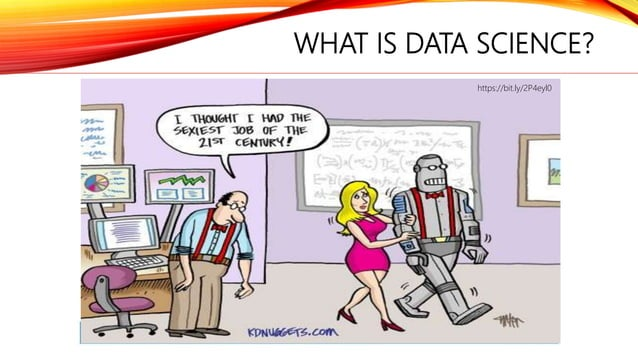 WHAT IS DATA SCIENCE?
https://bit.ly/2P4eyl0
I THOUGHT I HAD THE
SEXIEST JOB OF THE
21ST CENTURY!
KDNUGGETS.COM